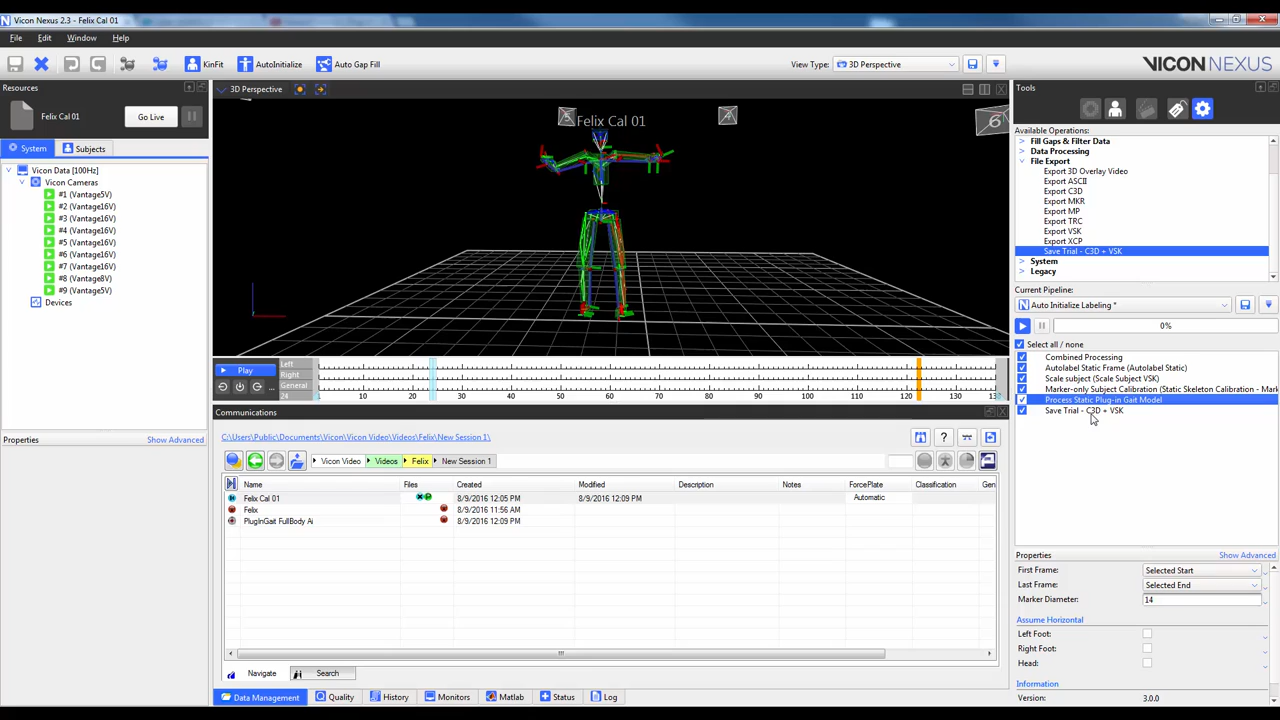 Vicon Nexus 2.3 - Felix Cal 01
File Edit Window Help
KinFit AutoInitialize Auto Gap Fill View Type: 3D Perspective VICON NEXUS
Resources
Felix Cal 01 Go Live
System Subjects
Vicon Data [100Hz]
Vicon Cameras
#1 (Vantage5V)
#2 (Vantage16V)
#3 (Vantage16V)
#4 (Vantage16V)
#5 (Vantage16V)
#6 (Vantage16V)
#7 (Vantage16V)
#8 (Vantage8V)
#9 (Vantage5V)
Devices
Properties Show Advanced
3D Perspective
Felix Cal 01
5
6
Play
Left
Right
General
24 1 10 20 30 40 50 60 70 80 90 100 110 120 13
Communications
C:\Users\Public\Documents\Vicon\Vicon Video\Videos\Felix\New Session 1\
Vicon Video Videos Felix New Session 1
Name Files Created Modified Description Notes ForcePlate Classification Gen
Felix Cal 01 8/9/2016 12:05 PM 8/9/2016 12:09 PM Automatic
Felix 8/9/2016 11:56 AM
PlugInGait FullBody Ai 8/9/2016 12:09 PM
Navigate Search
Data Management Quality History Monitors Matlab Status Log
Tools
Available Operations:
Fill Gaps & Filter Data
Data Processing
File Export
Export 3D Overlay Video
Export ASCII
Export C3D
Export MKR
Export MP
Export TRC
Export VSK
Export XCP
Save Trial - C3D + VSK
System
Legacy
Current Pipeline:
Auto Initialize Labeling *
0%
Select all / none
Combined Processing
Autolabel Static Frame (Autolabel Static)
Scale subject (Scale Subject VSK)
Marker-only Subject Calibration (Static Skeleton Calibration - Mark
Process Static Plug-in Gait Model
Save Trial - C3D + VSK
Properties Show Advanced
First Frame: Selected Start
Last Frame: Selected End
Marker Diameter: 14
Assume Horizontal
Left Foot:
Right Foot:
Head:
Information
Version: 3.0.0